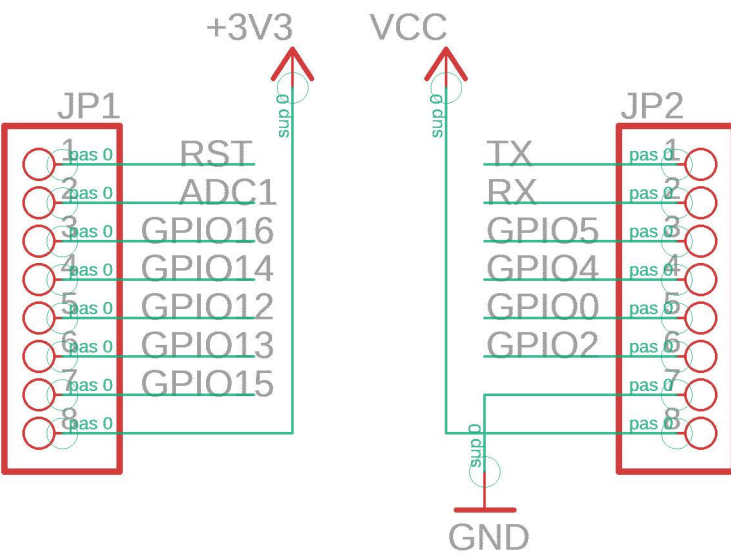 +3V3 VCC
JP1 JP2
1 pas 0 RST TX pas 0 1
2 pas 0 ADC1 RX pas 0 2
3 pas 0 GPIO16 GPIO5 pas 0 3
4 pas 0 GPIO14 GPIO4 pas 0 4
5 pas 0 GPIO12 GPIO0 pas 0 5
6 pas 0 GPIO13 GPIO2 pas 0 6
7 pas 0 GPIO15 pas 0 7
8 pas 0 pas 0 8
sup 0
sup 0
sup 0
GND